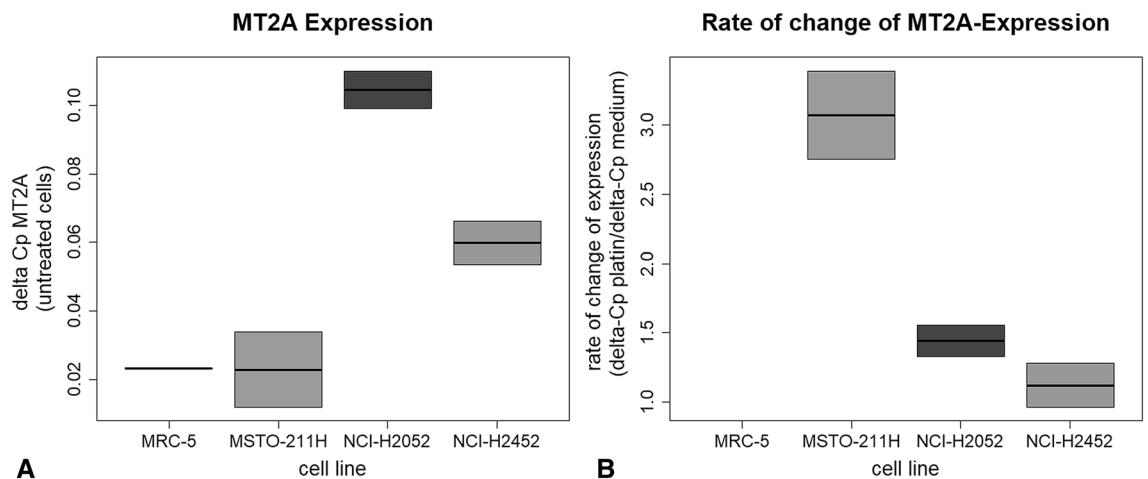 MT2A Expression
delta Cp MT2A
(untreated cells)
0.10
0.08
0.06
0.04
0.02
MRC-5 MSTO-211H NCI-H2052 NCI-H2452
cell line
A
Rate of change of MT2A-Expression
rate of change of expression
(delta-Cp platin/delta-Cp medium)
3.0
2.5
2.0
1.5
1.0
MRC-5 MSTO-211H NCI-H2052 NCI-H2452
cell line
B